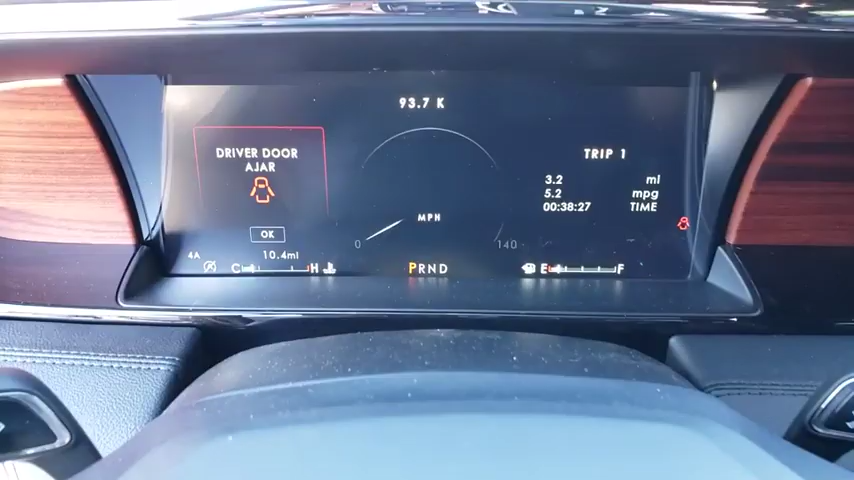 93.7 K
DRIVER DOOR
AJAR
OK
TRIP 1
3.2 mi
5.2 mpg
00:38:27 TIME
MPH
0 140
4A
10.4mi
C H
PRND
E F